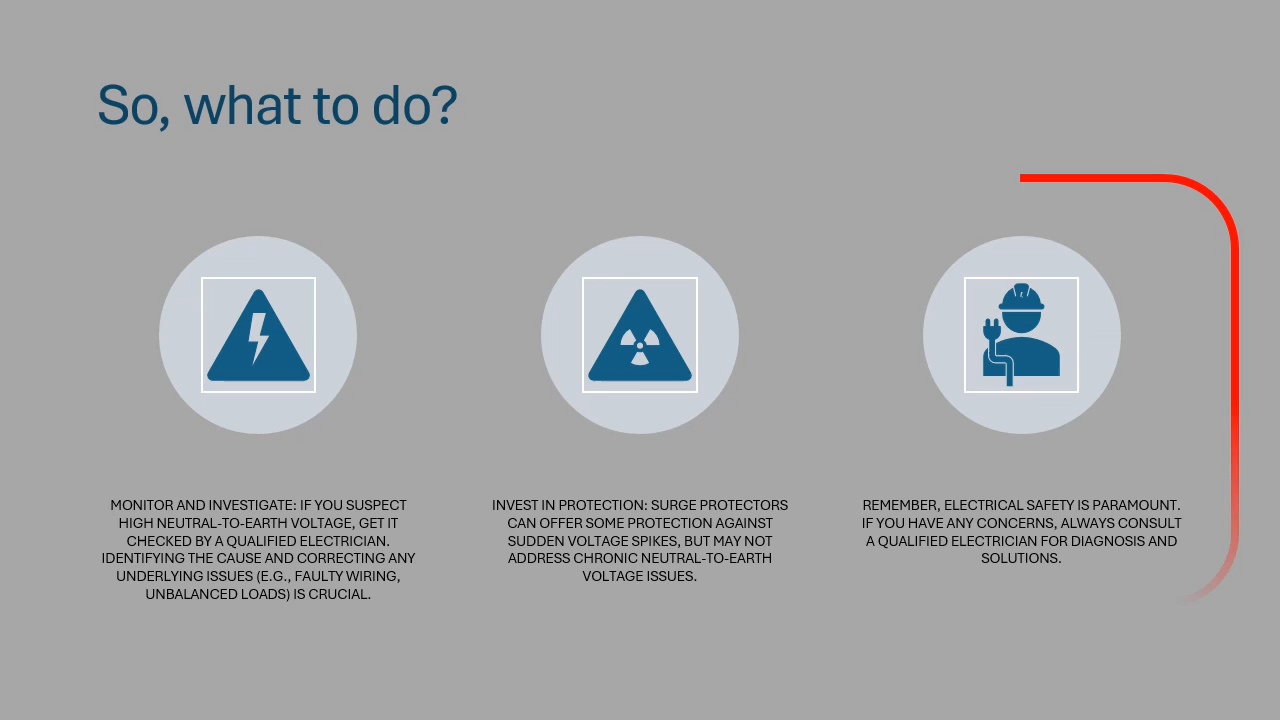 So, what to do?
MONITOR AND INVESTIGATE: IF YOU SUSPECT
HIGH NEUTRAL-TO-EARTH VOLTAGE, GET IT
CHECKED BY A QUALIFIED ELECTRICIAN.
IDENTIFYING THE CAUSE AND CORRECTING ANY
UNDERLYING ISSUES (E.G., FAULTY WIRING,
UNBALANCED LOADS) IS CRUCIAL.
INVEST IN PROTECTION: SURGE PROTECTORS
CAN OFFER SOME PROTECTION AGAINST
SUDDEN VOLTAGE SPIKES, BUT MAY NOT
ADDRESS CHRONIC NEUTRAL-TO-EARTH
VOLTAGE ISSUES.
REMEMBER, ELECTRICAL SAFETY IS PARAMOUNT.
IF YOU HAVE ANY CONCERNS, ALWAYS CONSULT
A QUALIFIED ELECTRICIAN FOR DIAGNOSIS AND
SOLUTIONS.